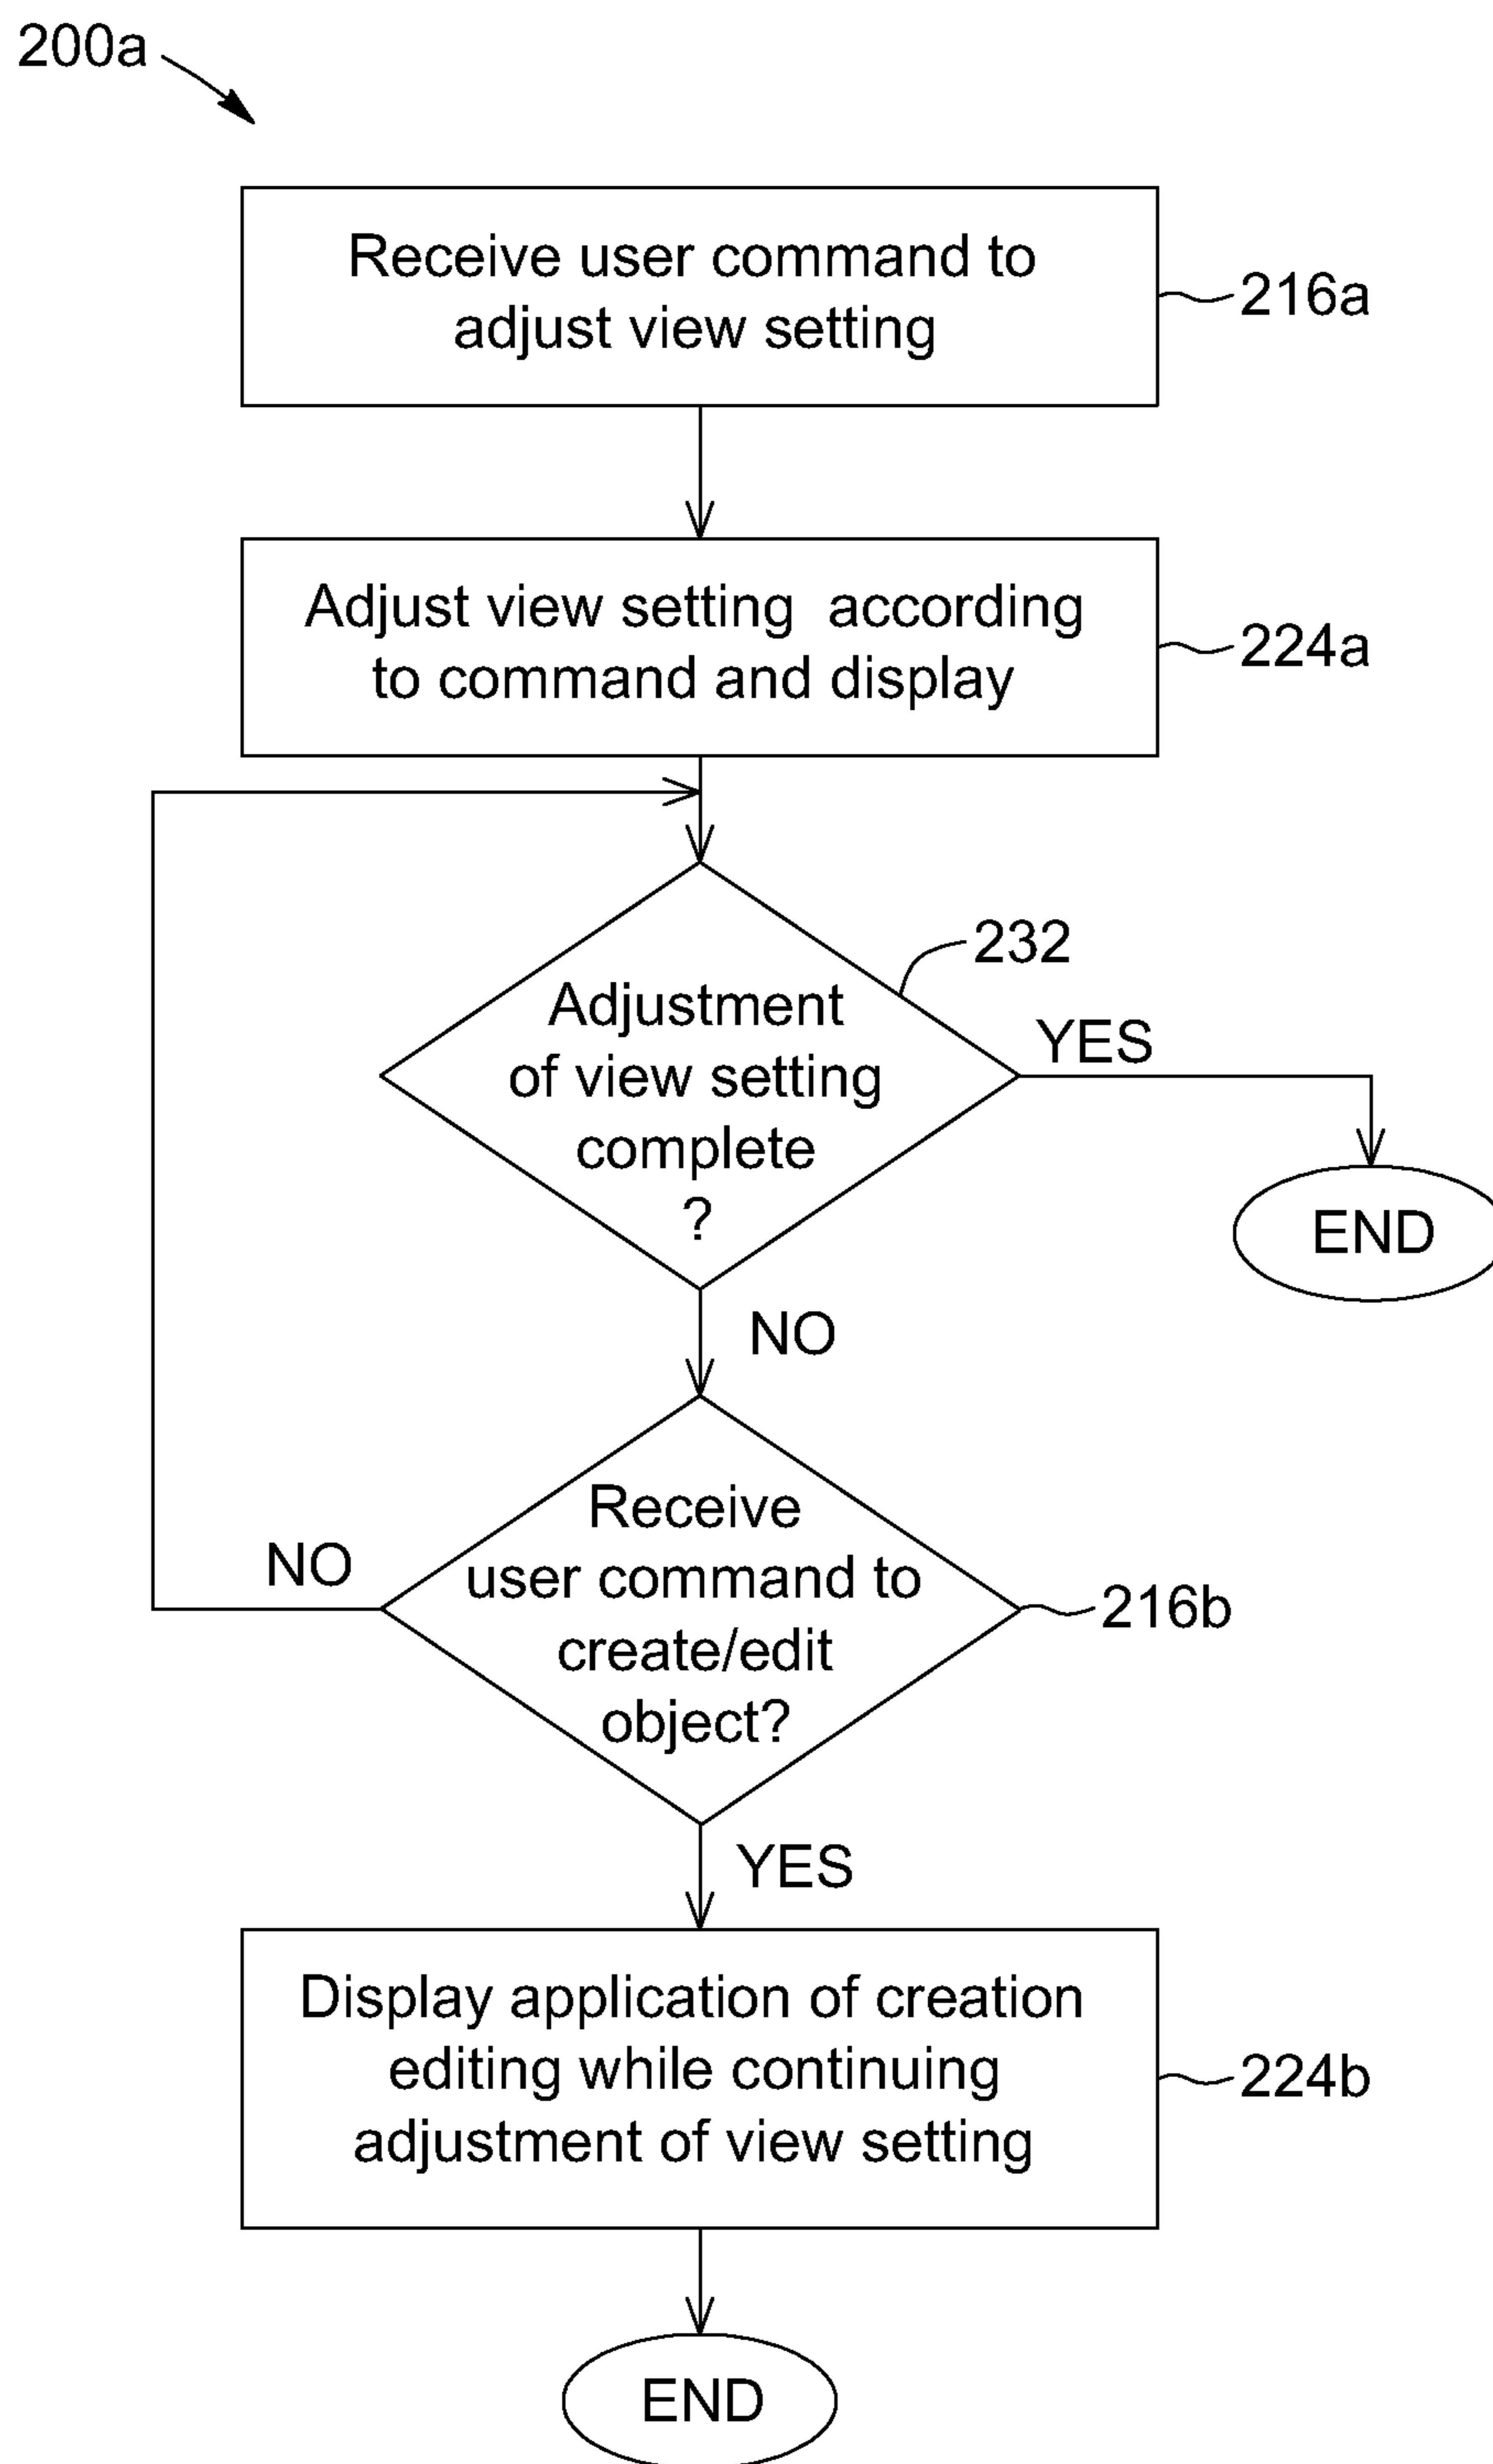 200a
Receive user command to
adjust view setting
216a
Adjust view setting according
to command and display
224a
232
Adjustment
of view setting
complete
?
YES
END
NO
Receive
user command to
create/edit
object?
NO
216b
YES
Display application of creation
editing while continuing
adjustment of view setting
224b
END